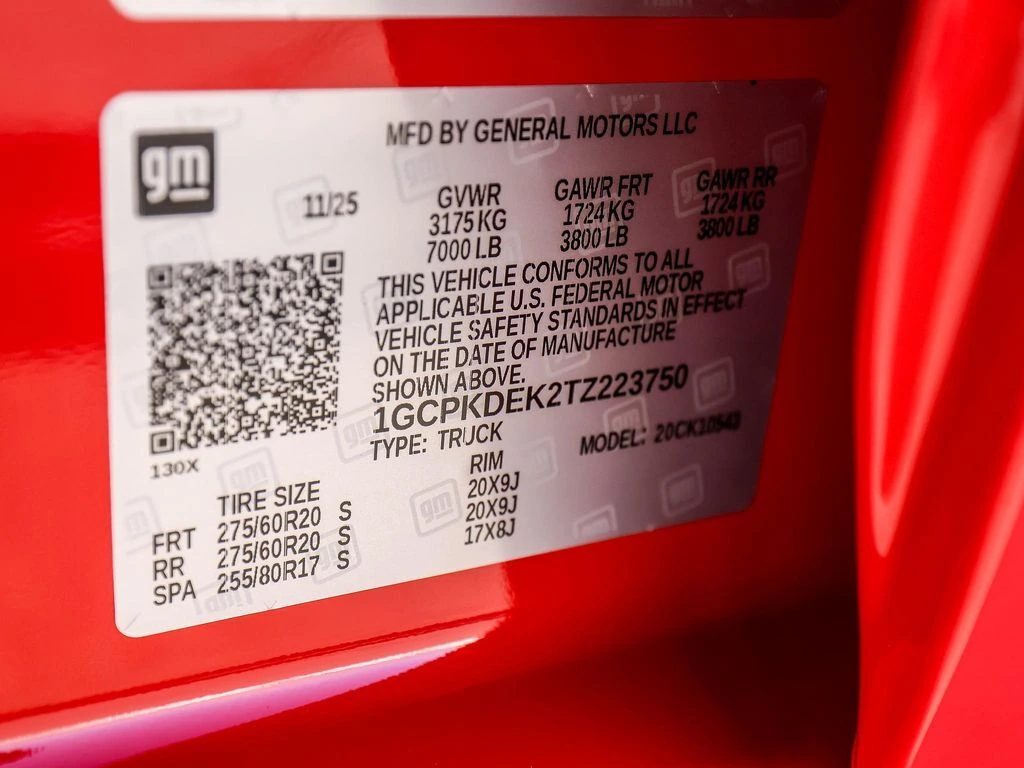 gm
MFD BY GENERAL MOTORS LLC
11/25
GVWR GAWR FRT GAWR RR
3175 KG 1724 KG 1724 KG
7000 LB 3800 LB 3800 LB
THIS VEHICLE CONFORMS TO ALL
APPLICABLE U.S. FEDERAL MOTOR
VEHICLE SAFETY STANDARDS IN EFFECT
ON THE DATE OF MANUFACTURE
SHOWN ABOVE.
1GCPKDEK2TZ223750
TYPE: TRUCK MODEL: 20CK10543
130X
TIRE SIZE RIM
FRT 275/60R20 S 20X9J
RR 275/60R20 S 20X9J
SPA 255/80R17 S 17X8J